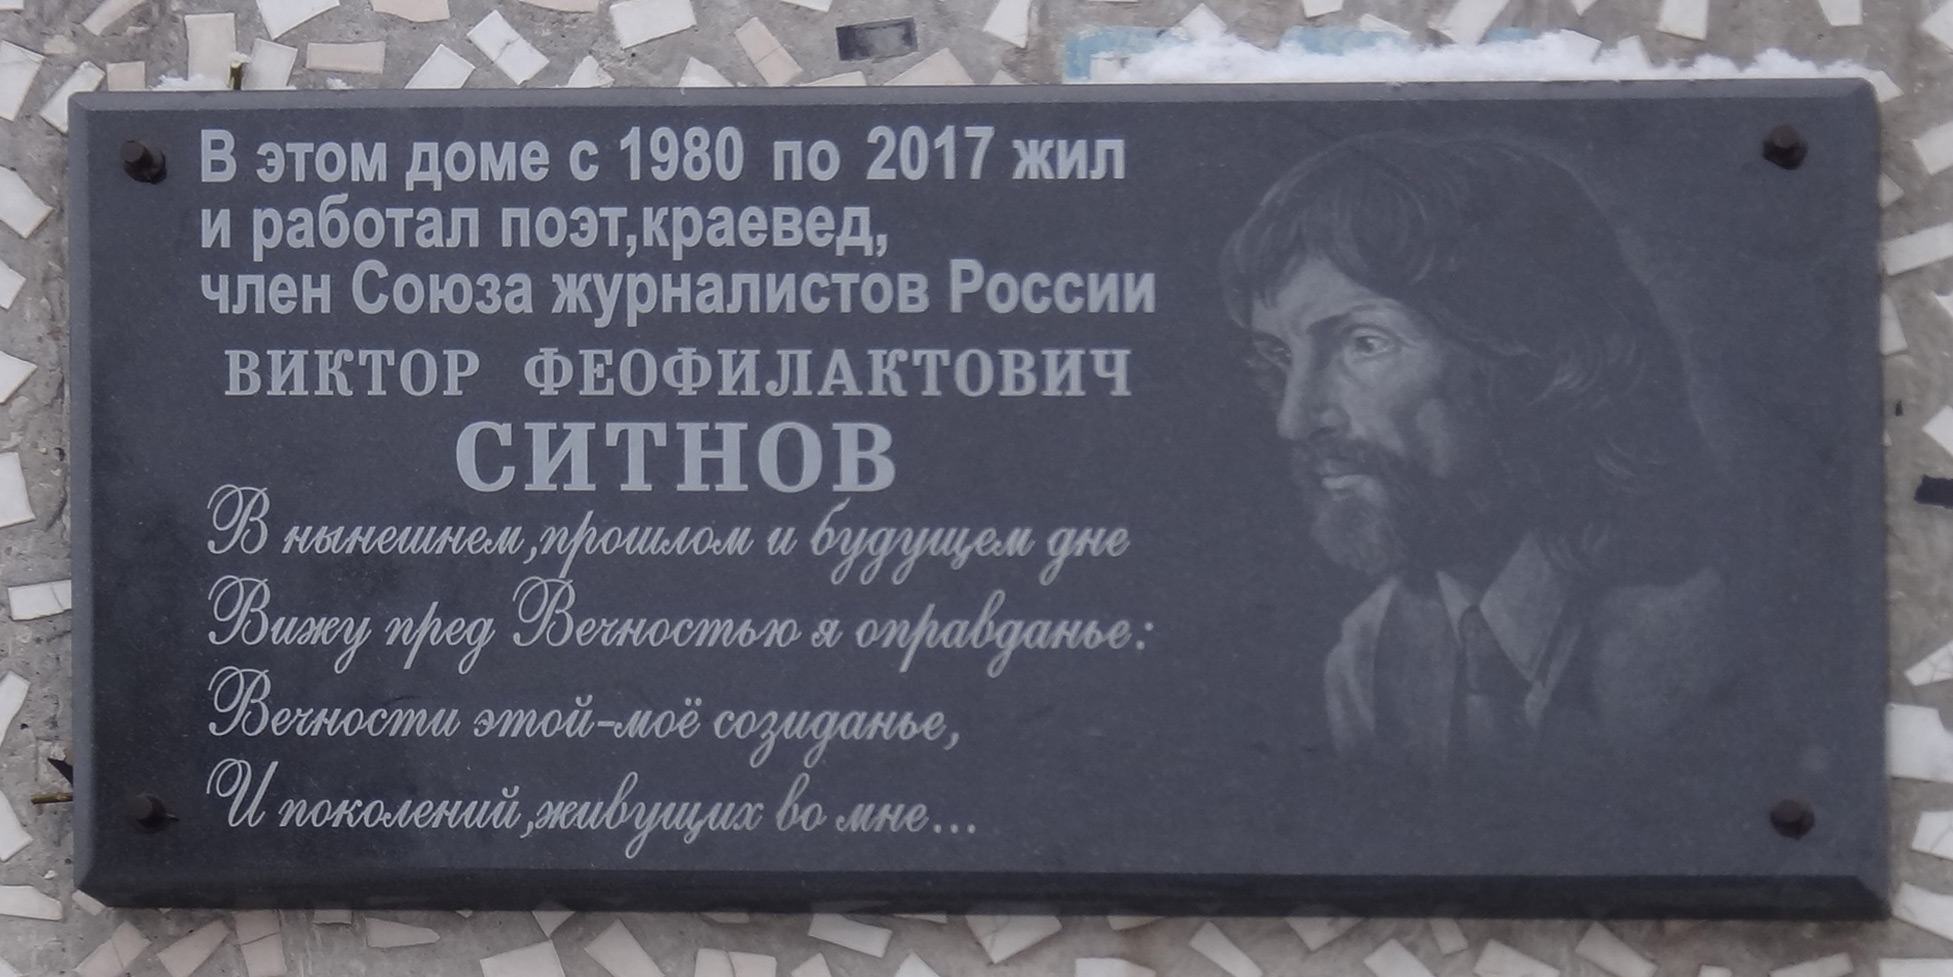 В этом доме с 1980 по 2017 жил
и работал поэт,краевед,
член Союза журналистов России
ВИКТОР ФЕОФИЛАКТОВИЧ
СИТНОВ
В нынешнем,прошлом и будущем дне
Вижу пред Вечностью я оправданье:
Вечности этой-моё созиданье,
И поколений,живущих во мне...